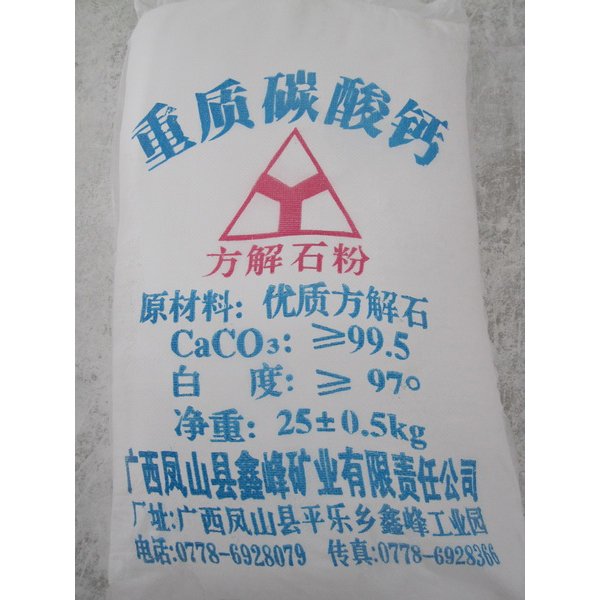 重质碳酸钙
方解石粉
原材料：优质方解石
CaCO₃：≥99.5
白 度：≥ 97°
净重：25±0.5kg
广西凤山县鑫峰矿业有限责任公司
厂址:广西凤山县平乐乡鑫峰工业园
电话:0778-6928079 传真:0778-6928366